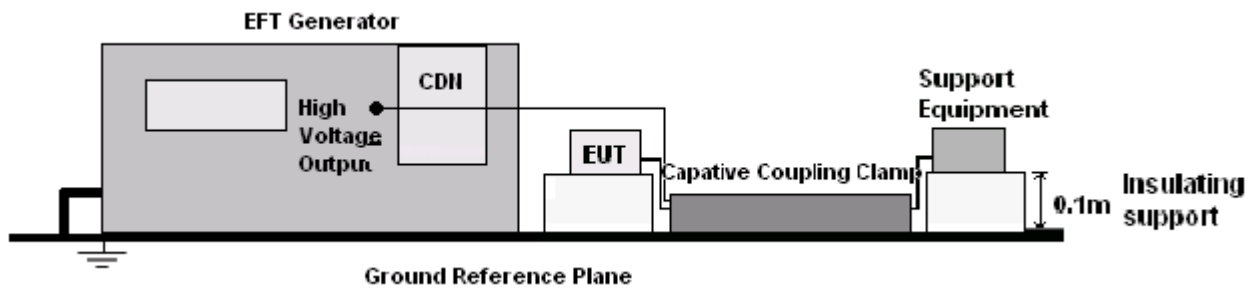 EFT Generator
CDN
High
Voltage
Output
EUT
Capative Coupling Clamp
Support
Equipment
0.1m
Insulating
support
Ground Reference Plane